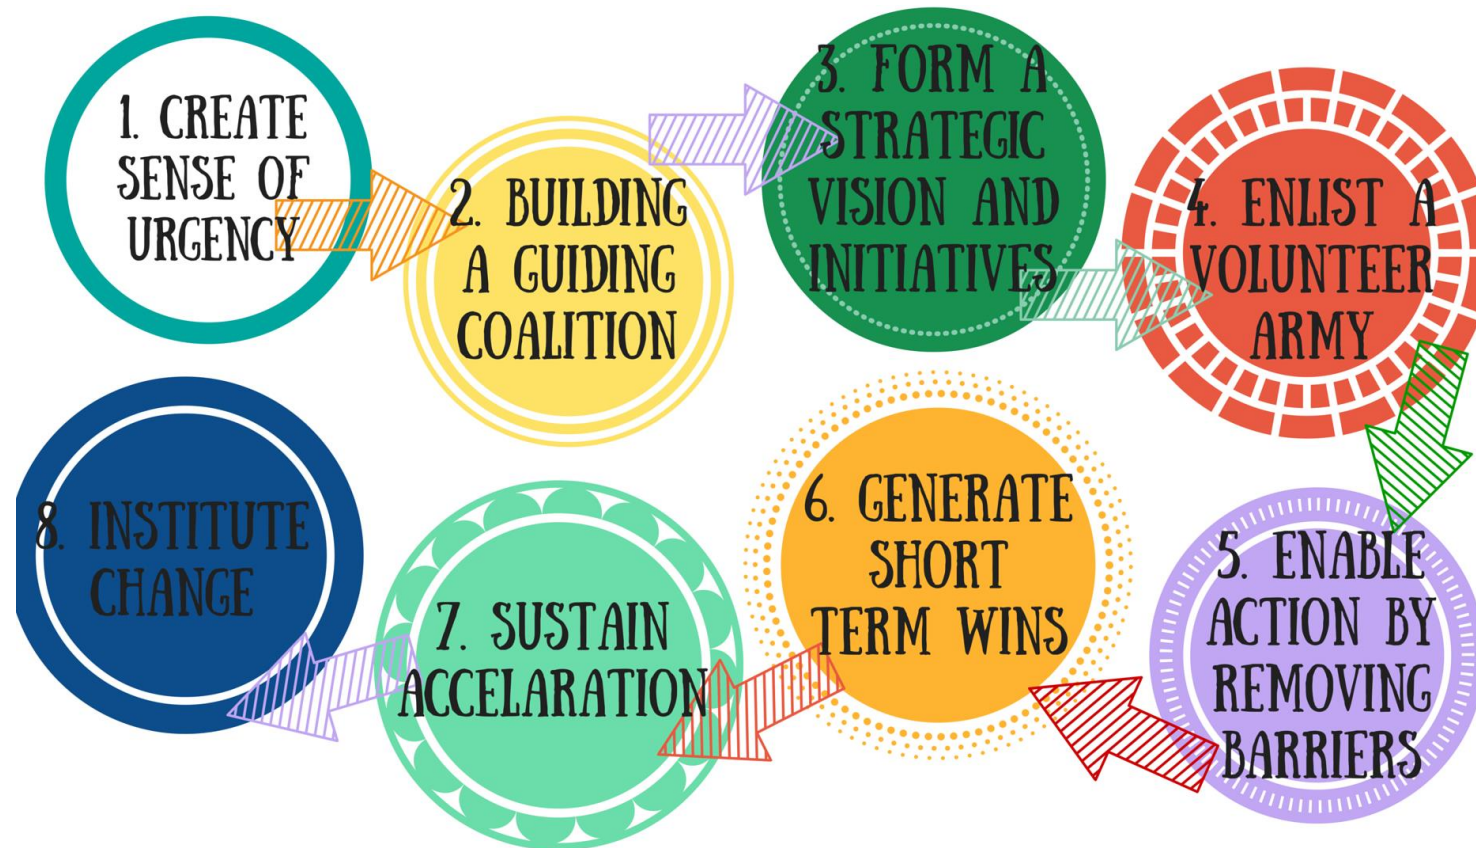 1. CREATE
SENSE OF
URGENCY
2. BUILDING
A GUIDING
COALITION
3. FORM A
STRATEGIC
VISION AND
INITIATIVES
4. ENLIST A
VOLUNTEER
ARMY
5. ENABLE
ACTION BY
REMOVING
BARRIERS
6. GENERATE
SHORT
TERM WINS
7. SUSTAIN
ACCELARATION
8. INSTITUTE
CHANGE